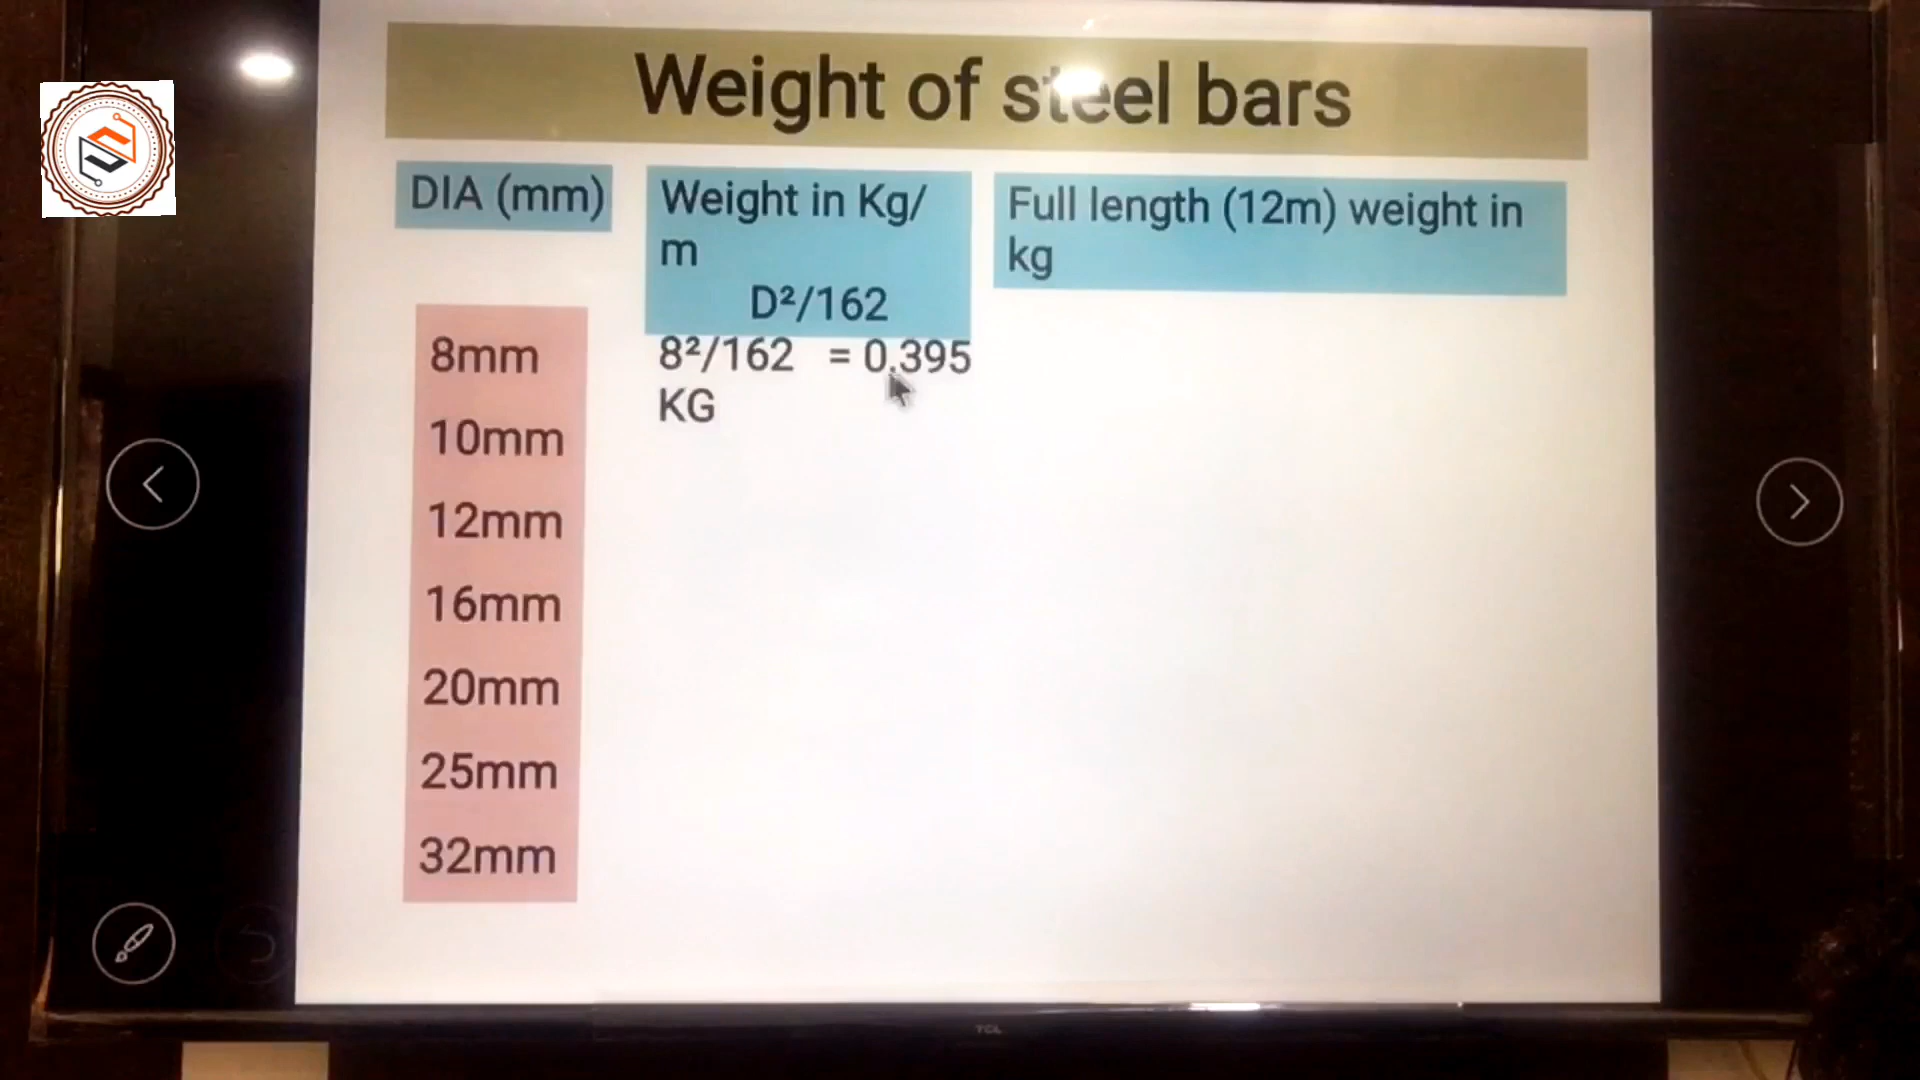 Weight of steel bars
DIA (mm)
Weight in Kg/
m
D²/162
Full length (12m) weight in
kg
8mm
8²/162 = 0.395
KG
10mm
12mm
16mm
20mm
25mm
32mm
TCL